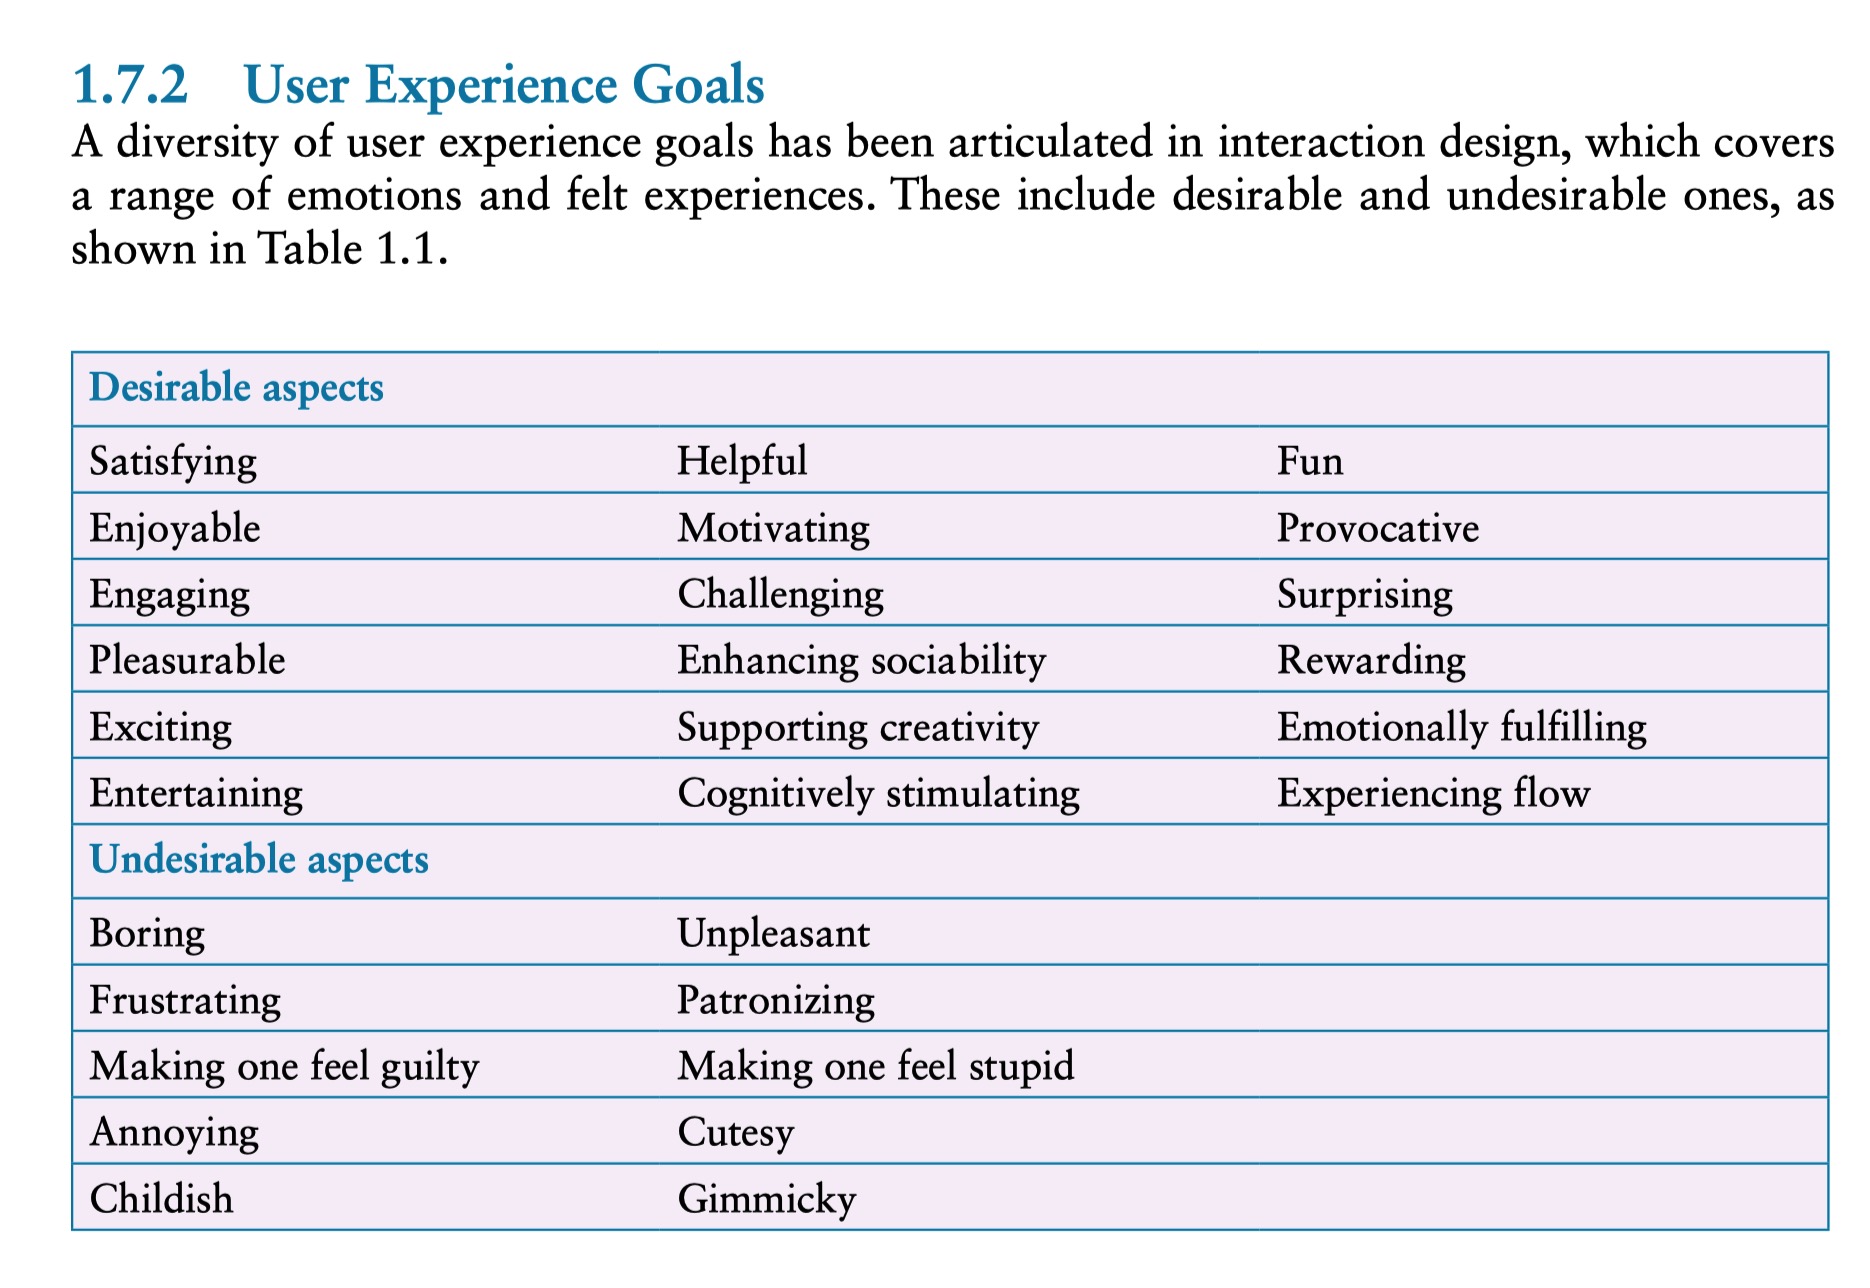 1.7.2 User Experience Goals
A diversity of user experience goals has been articulated in interaction design, which covers
a range of emotions and felt experiences. These include desirable and undesirable ones, as
shown in Table 1.1.
Desirable aspects
Satisfying Helpful Fun
Enjoyable Motivating Provocative
Engaging Challenging Surprising
Pleasurable Enhancing sociability Rewarding
Exciting Supporting creativity Emotionally fulfilling
Entertaining Cognitively stimulating Experiencing flow
Undesirable aspects
Boring Unpleasant
Frustrating Patronizing
Making one feel guilty Making one feel stupid
Annoying Cutesy
Childish Gimmicky